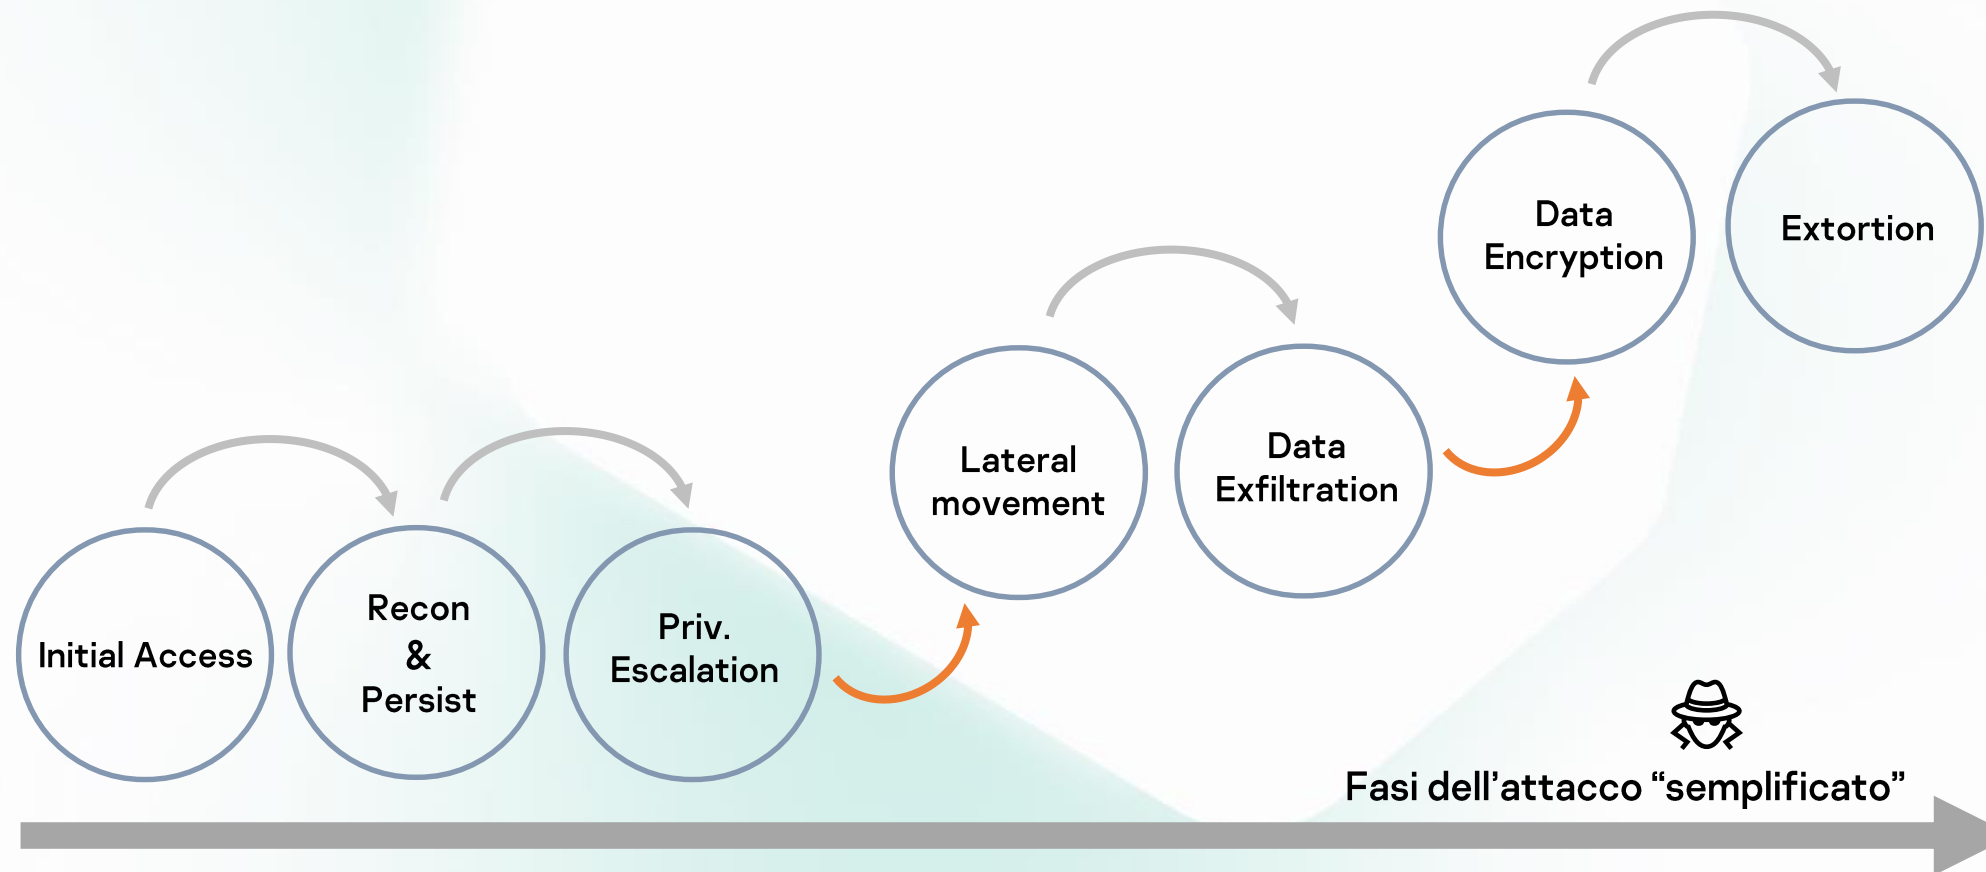 Initial Access
Recon
&
Persist
Priv.
Escalation
Lateral
movement
Data
Exfiltration
Data
Encryption
Extortion
Fasi dell’attacco “semplificato”